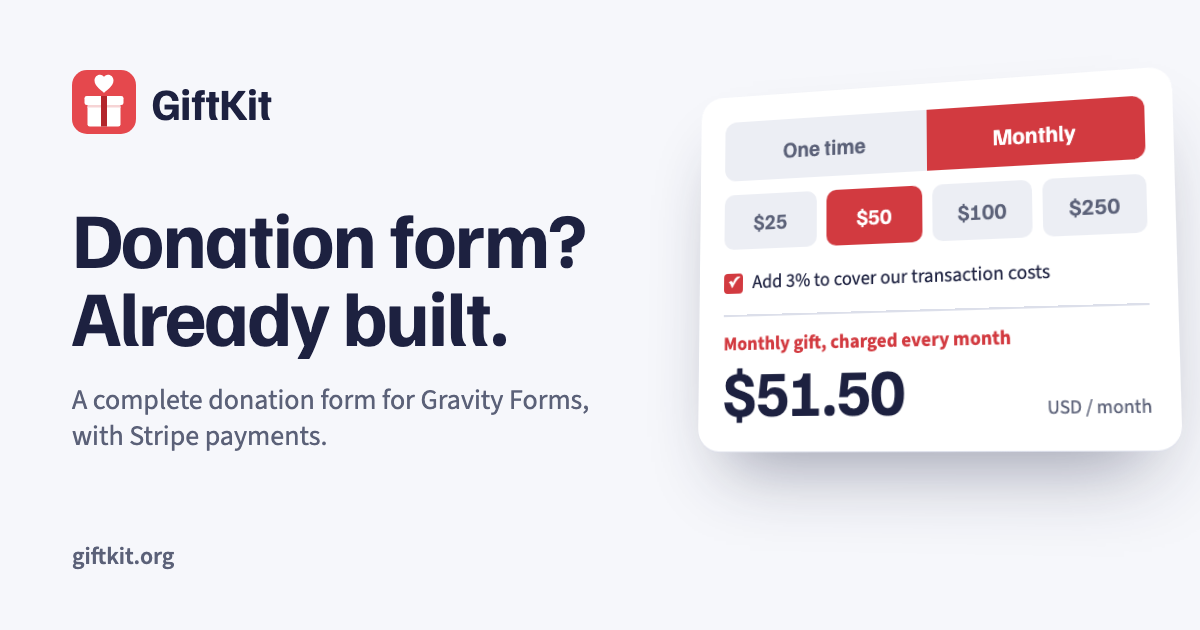 GiftKit
Donation form?
Already built.
A complete donation form for Gravity Forms,
with Stripe payments.
giftkit.org
One time
Monthly
$25
$50
$100
$250
Add 3% to cover our transaction costs
Monthly gift, charged every month
$51.50
USD / month